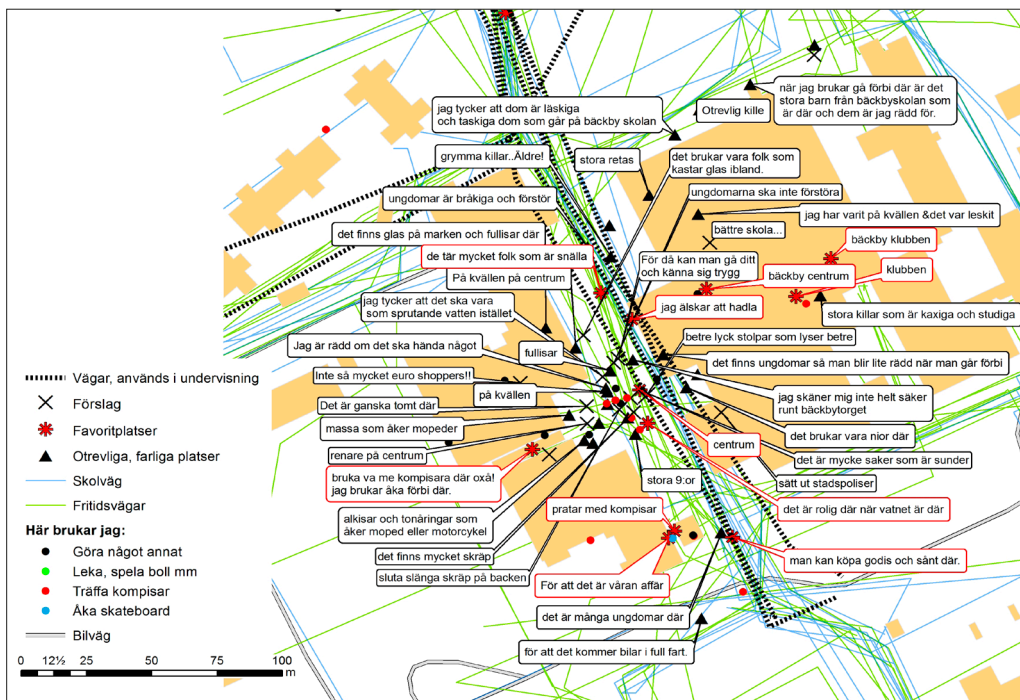 när jag brukar gå förbi där är det
stora barn från bäckbyskolan som
är där och dem är jag rädd för.
jag tycker att dom är läskiga
och taskiga dom som går på bäckby skolan
Otrevlig kille
grymma killar..Äldre!
stora retas
det brukar vara folk som
kastar glas ibland.
ungdomar är bråkiga och förstör
ungdomarna ska inte förstöra
jag har varit på kvällen &det var leskit
det finns glas på marken och fullisar där
bättre skola...
bäckby klubben
de tär mycket folk som är snälla
För då kan man gå ditt
och känna sig trygg
På kvällen på centrum
bäckby centrum
klubben
jag tycker att det ska vara
som sprutande vatten istället
jag älskar att hadla
stora killar som är kaxiga och studiga
betre lyck stolpar som lyser betre
Jag är rädd om det ska hända något
fullisar
det finns ungdomar så man blir lite rädd när man går förbi
Inte så mycket euro shoppers!!
på kvällen
jag skäner mig inte helt säker
runt bäckbytorget
Det är ganska tomt där
massa som åker mopeder
det brukar vara nior där
centrum
renare på centrum
det är mycke saker som är sunder
bruka va me kompisara där oxå!
jag brukar åka förbi där.
stora 9:or
sätt ut stadspoliser
pratar med kompisar
det är rolig där när vatnet är där
alkisar och tonåringar som
åker moped eller motorcykel
det finns mycket skräp
man kan köpa godis och sånt där.
sluta slänga skräp på backen
För att det är våran affär
det är många ungdomar där
för att det kommer bilar i full fart.
Vägar, används i undervisning
Förslag
Favoritplatser
Otrevliga, farliga platser
Skolväg
Fritidsvägar
Här brukar jag:
Göra något annat
Leka, spela boll mm
Träffa kompisar
Åka skateboard
Bilväg
0 12½ 25 50 75 100
m